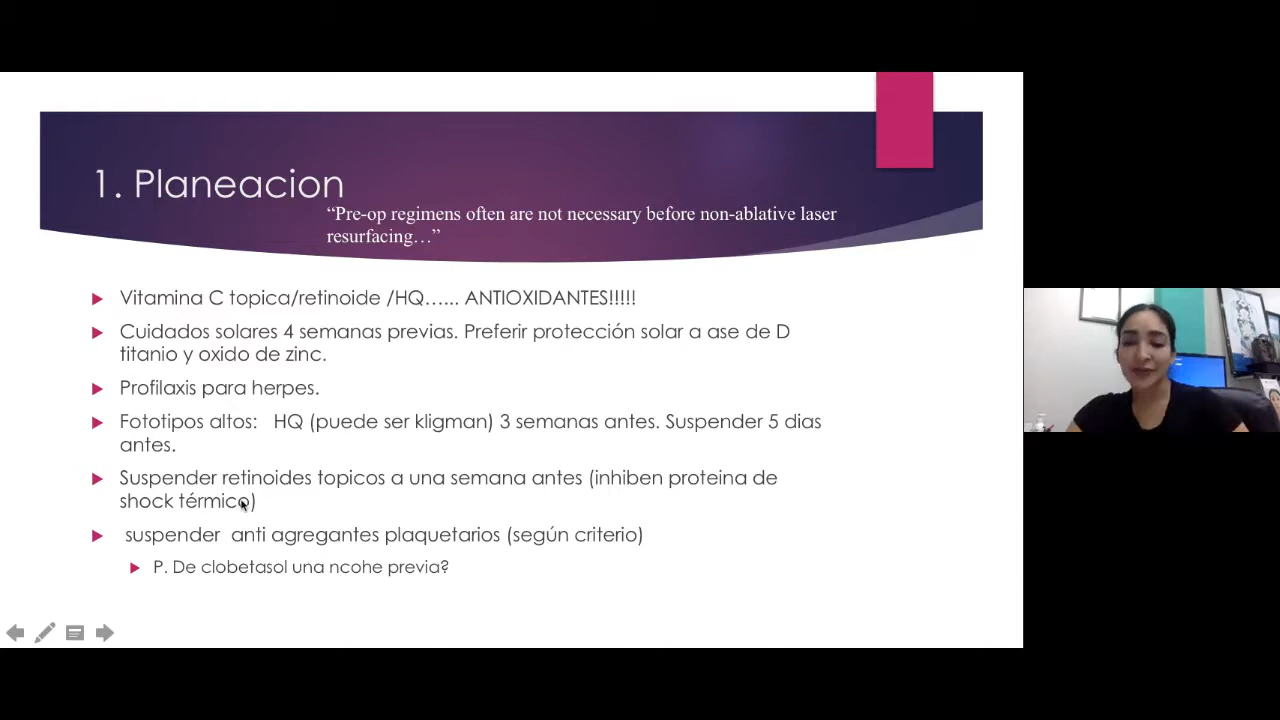 1. Planeacion
“Pre-op regimens often are not necessary before non-ablative laser
resurfacing…”
Vitamina C topica/retinoide /HQ…... ANTIOXIDANTES!!!!!
Cuidados solares 4 semanas previas. Preferir protección solar a ase de D
titanio y oxido de zinc.
Profilaxis para herpes.
Fototipos altos: HQ (puede ser kligman) 3 semanas antes. Suspender 5 dias
antes.
Suspender retinoides topicos a una semana antes (inhiben proteina de
shock térmico)
suspender anti agregantes plaquetarios (según criterio)
P. De clobetasol una ncohe previa?